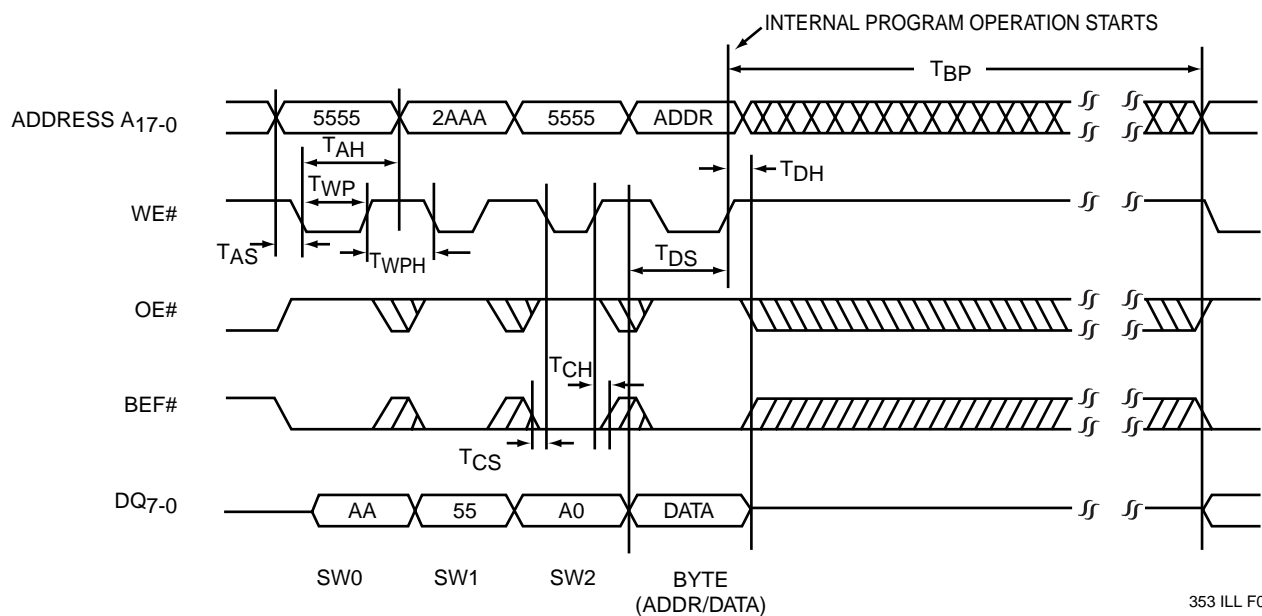 INTERNAL PROGRAM OPERATION STARTS
TBP
ADDRESS A17-0
5555
2AAA
5555
ADDR
TAH
TDH
TWP
WE#
TAS
TWPH
TDS
OE#
TCH
BEF#
TCS
DQ7-0
AA
55
A0
DATA
SW0
SW1
SW2
BYTE
(ADDR/DATA)
353 ILL F0